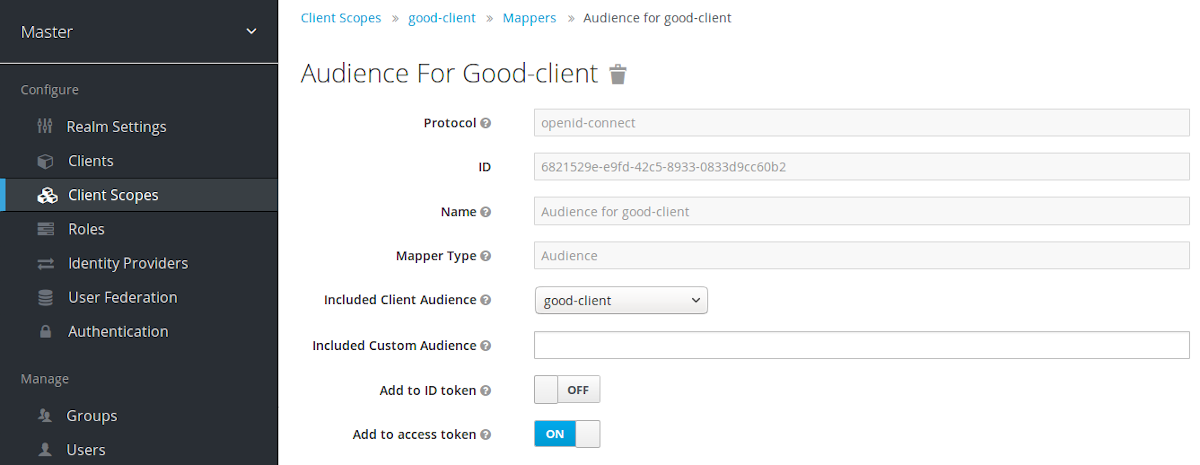 Master
Configure
Realm Settings
Clients
Client Scopes
Roles
Identity Providers
User Federation
Authentication
Manage
Groups
Users
Client Scopes » good-client » Mappers » Audience for good-client
Audience For Good-client
Protocol openid-connect
ID 6821529e-e9fd-42c5-8933-0833d9cc60b2
Name Audience for good-client
Mapper Type Audience
Included Client Audience good-client
Included Custom Audience
Add to ID token OFF
Add to access token ON